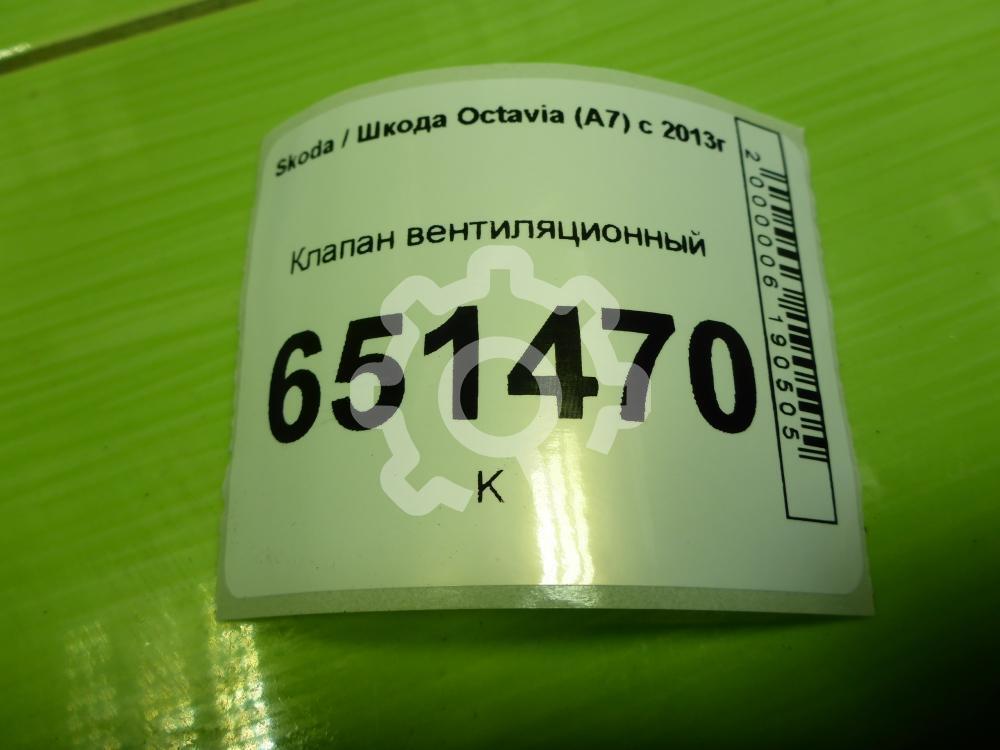 Skoda / Шкода Octavia (A7) с 2013г
Клапан вентиляционный
651470
К
2000006190505